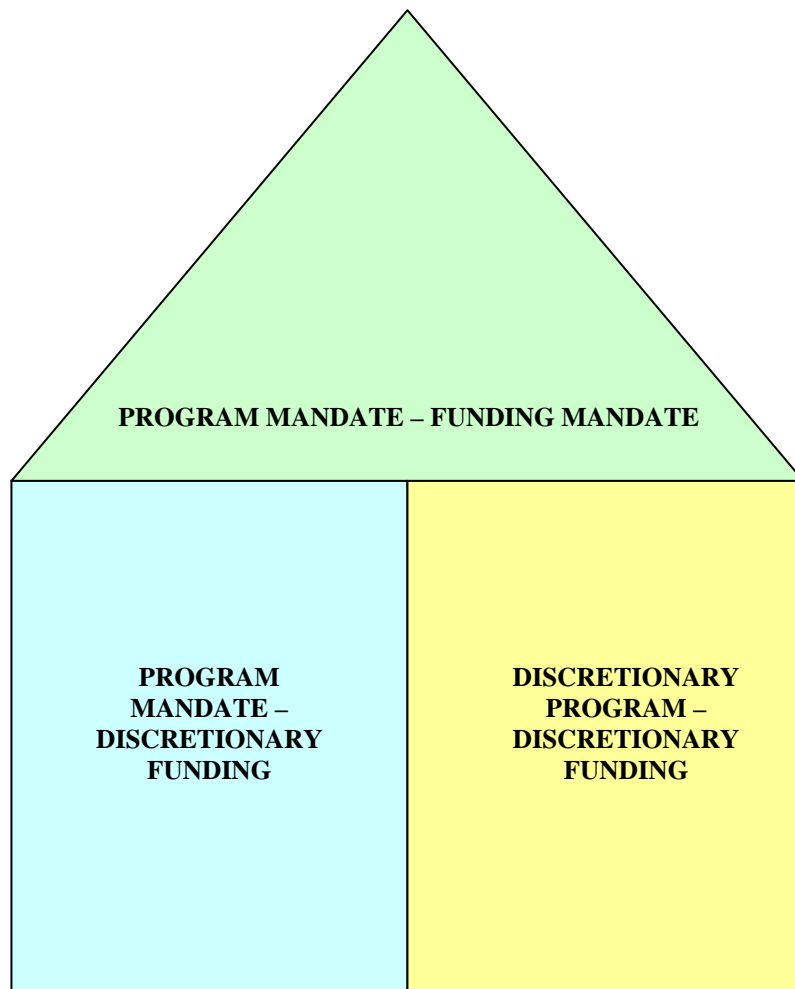 PROGRAM MANDATE – FUNDING MANDATE
PROGRAM
MANDATE –
DISCRETIONARY
FUNDING
DISCRETIONARY
PROGRAM –
DISCRETIONARY
FUNDING